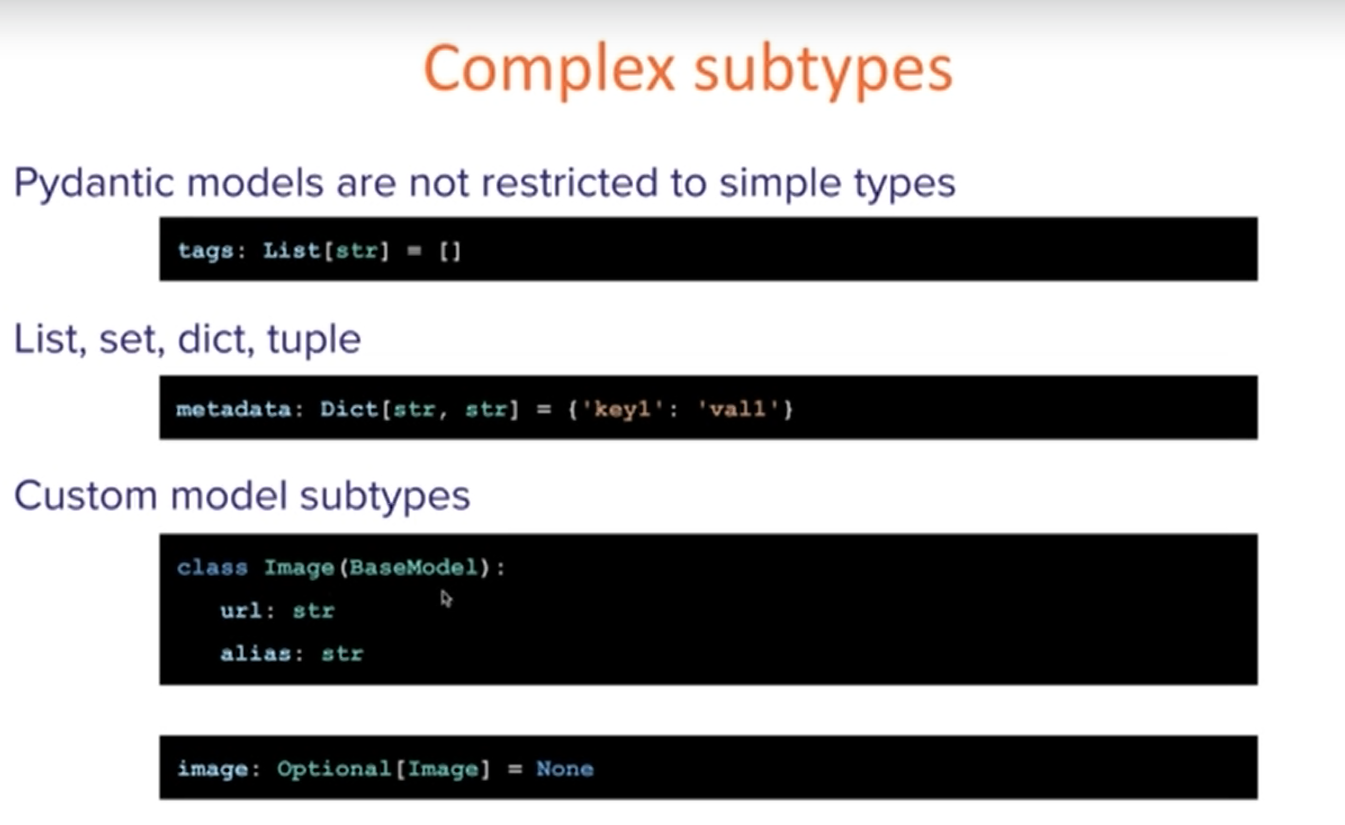 Complex subtypes
Pydantic models are not restricted to simple types
tags: List[str] = []
List, set, dict, tuple
metadata: Dict[str, str] = {'key1': 'val1'}
Custom model subtypes
class Image(BaseModel):
url: str
alias: str
image: Optional[Image] = None